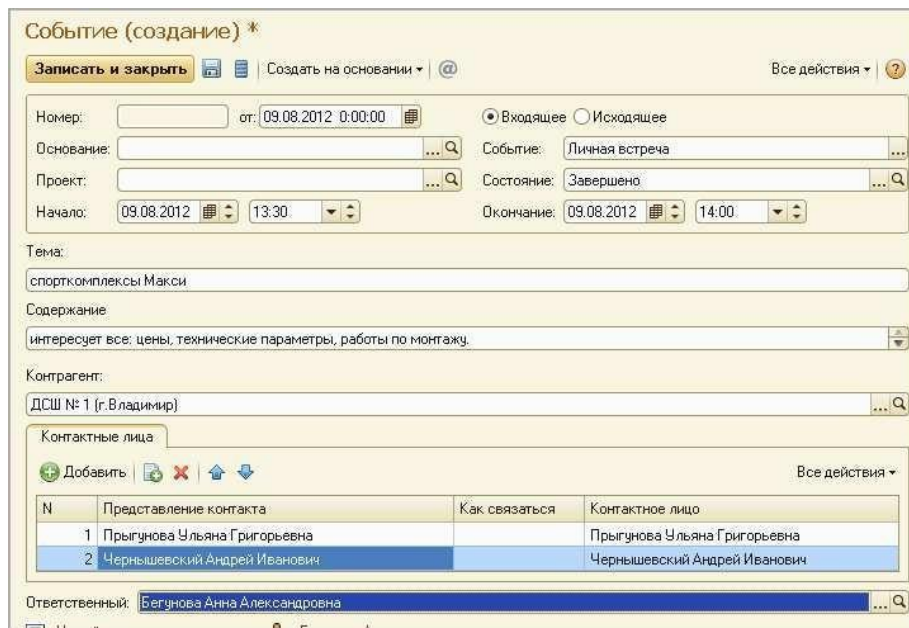 Событие (создание) *
Записать и закрыть Создать на основании @ Все действия ?
Номер: от: 09.08.2012 0:00:00 Входящее Исходящее
Основание: ... Событие: Личная встреча ...
Проект: ... Состояние: Завершено ...
Начало: 09.08.2012 13:30 Окончание: 09.08.2012 14:00
Тема:
спорткомплексы Макси
Содержание
интересует все: цены, технические параметры, работы по монтажу.
Контрагент:
ДСШ № 1 (г.Владимир) ...
Контактные лица
Добавить Все действия
N Представление контакта Как связаться Контактное лицо
1 Прыгунова Ульяна Григорьевна Прыгунова Ульяна Григорьевна
2 Чернышевский Андрей Иванович Чернышевский Андрей Иванович
Ответственный: Бегунова Анна Александровна ...